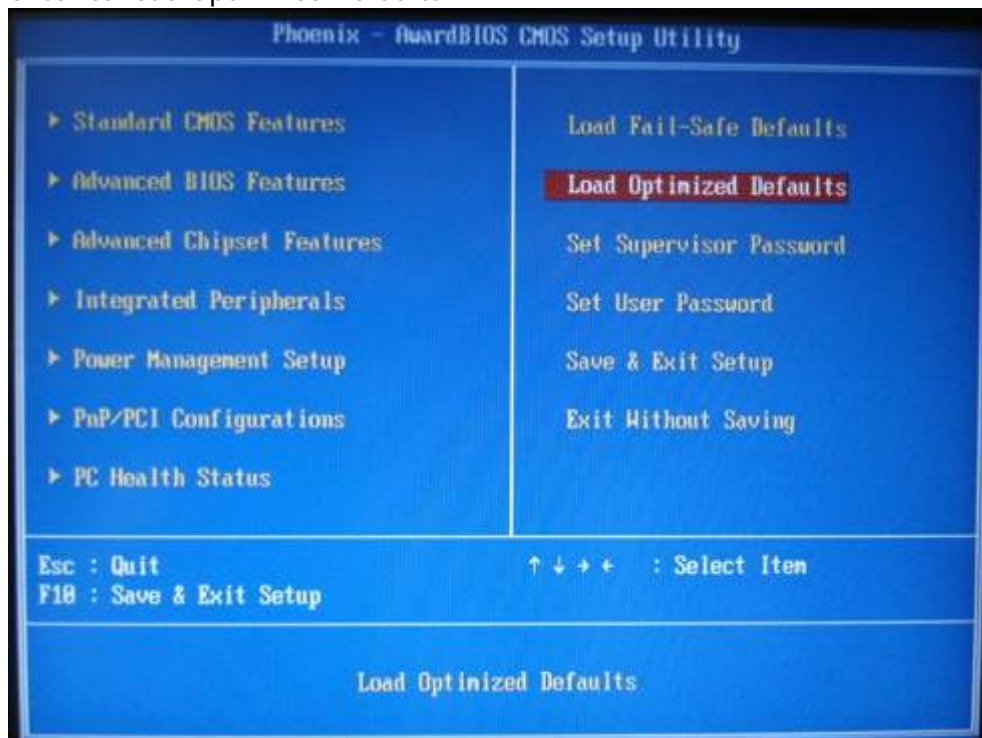 Phoenix - AwardBIOS CMOS Setup Utility
▶ Standard CMOS Features
▶ Advanced BIOS Features
▶ Advanced Chipset Features
▶ Integrated Peripherals
▶ Power Management Setup
▶ PnP/PCI Configurations
▶ PC Health Status
Load Fail-Safe Defaults
Load Optimized Defaults
Set Supervisor Password
Set User Password
Save & Exit Setup
Exit Without Saving
Esc : Quit
F10 : Save & Exit Setup
↑ ↓ → ← : Select Item
Load Optimized Defaults